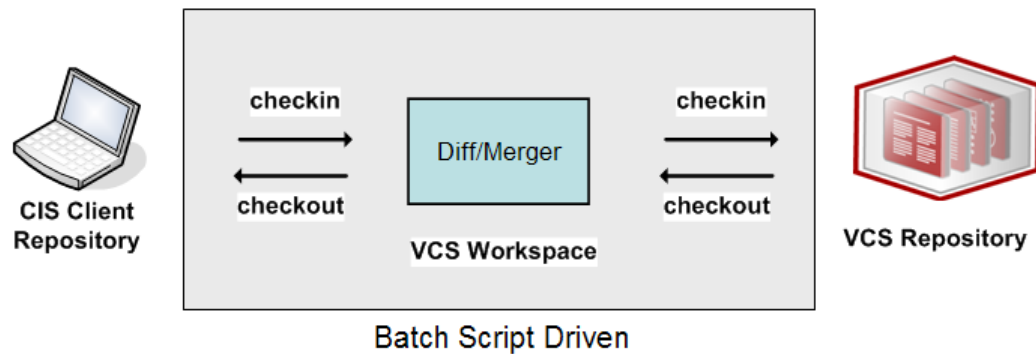 checkin
checkin
Diff/Merger
checkout
checkout
CIS Client
Repository
VCS Workspace
VCS Repository
Batch Script Driven